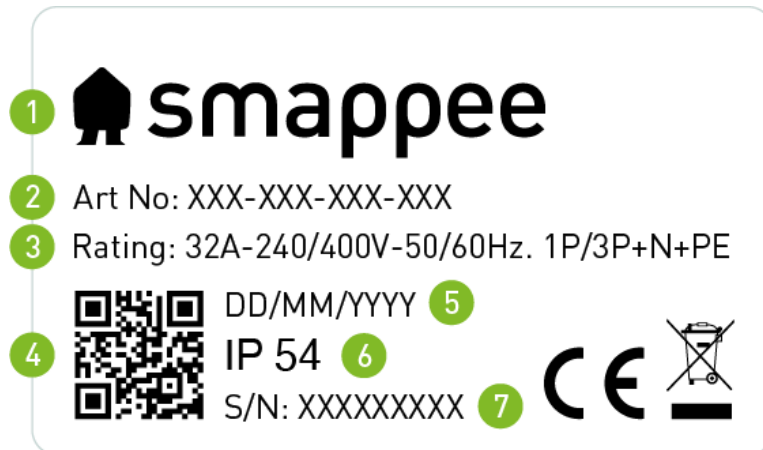 1 smappee
2 Art No: XXX-XXX-XXX-XXX
3 Rating: 32A-240/400V-50/60Hz. 1P/3P+N+PE
DD/MM/YYYY 5
4 IP 54 6
S/N: XXXXXXXXX 7
CE